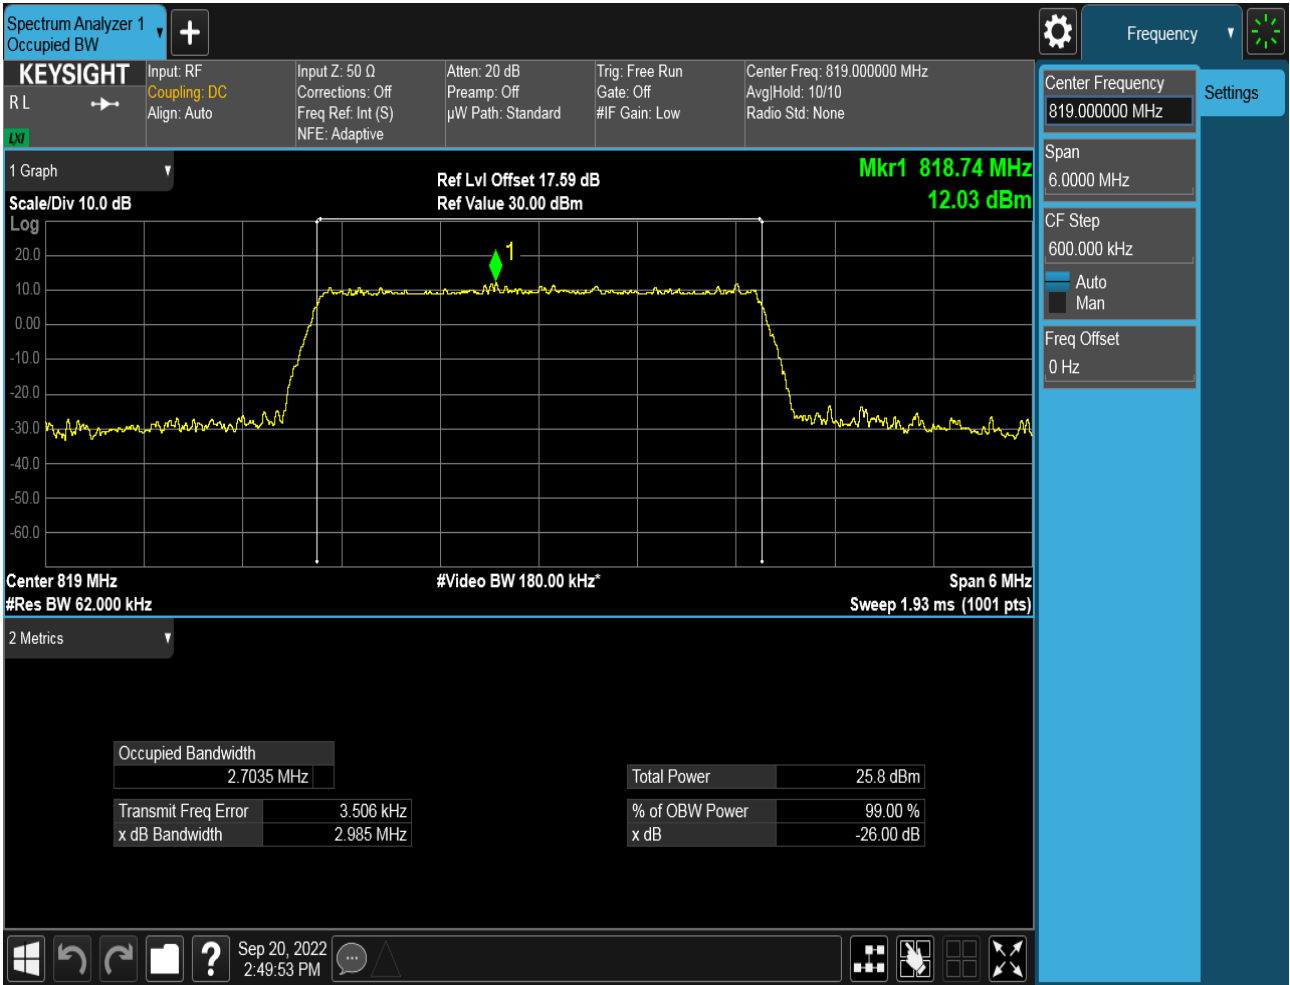 Spectrum Analyzer 1
Occupied BW
Frequency
KEYSIGHT
R L
LXI
Input: RF
Coupling: DC
Align: Auto
Input Z: 50 Ω
Corrections: Off
Freq Ref: Int (S)
NFE: Adaptive
Atten: 20 dB
Preamp: Off
µW Path: Standard
Trig: Free Run
Gate: Off
#IF Gain: Low
Center Freq: 819.000000 MHz
Avg|Hold: 10/10
Radio Std: None
Center Frequency
819.000000 MHz
Settings
Span
6.0000 MHz
CF Step
600.000 kHz
Auto
Man
Freq Offset
0 Hz
1 Graph
Scale/Div 10.0 dB
Log
Ref Lvl Offset 17.59 dB
Ref Value 30.00 dBm
Mkr1 818.74 MHz
12.03 dBm
1
20.0
10.0
0.00
-10.0
-20.0
-30.0
-40.0
-50.0
-60.0
Center 819 MHz
#Res BW 62.000 kHz
#Video BW 180.00 kHz*
Span 6 MHz
Sweep 1.93 ms (1001 pts)
2 Metrics
Occupied Bandwidth
2.7035 MHz
Total Power 25.8 dBm
Transmit Freq Error 3.506 kHz
% of OBW Power 99.00 %
x dB Bandwidth 2.985 MHz
x dB -26.00 dB
?
Sep 20, 2022
2:49:53 PM